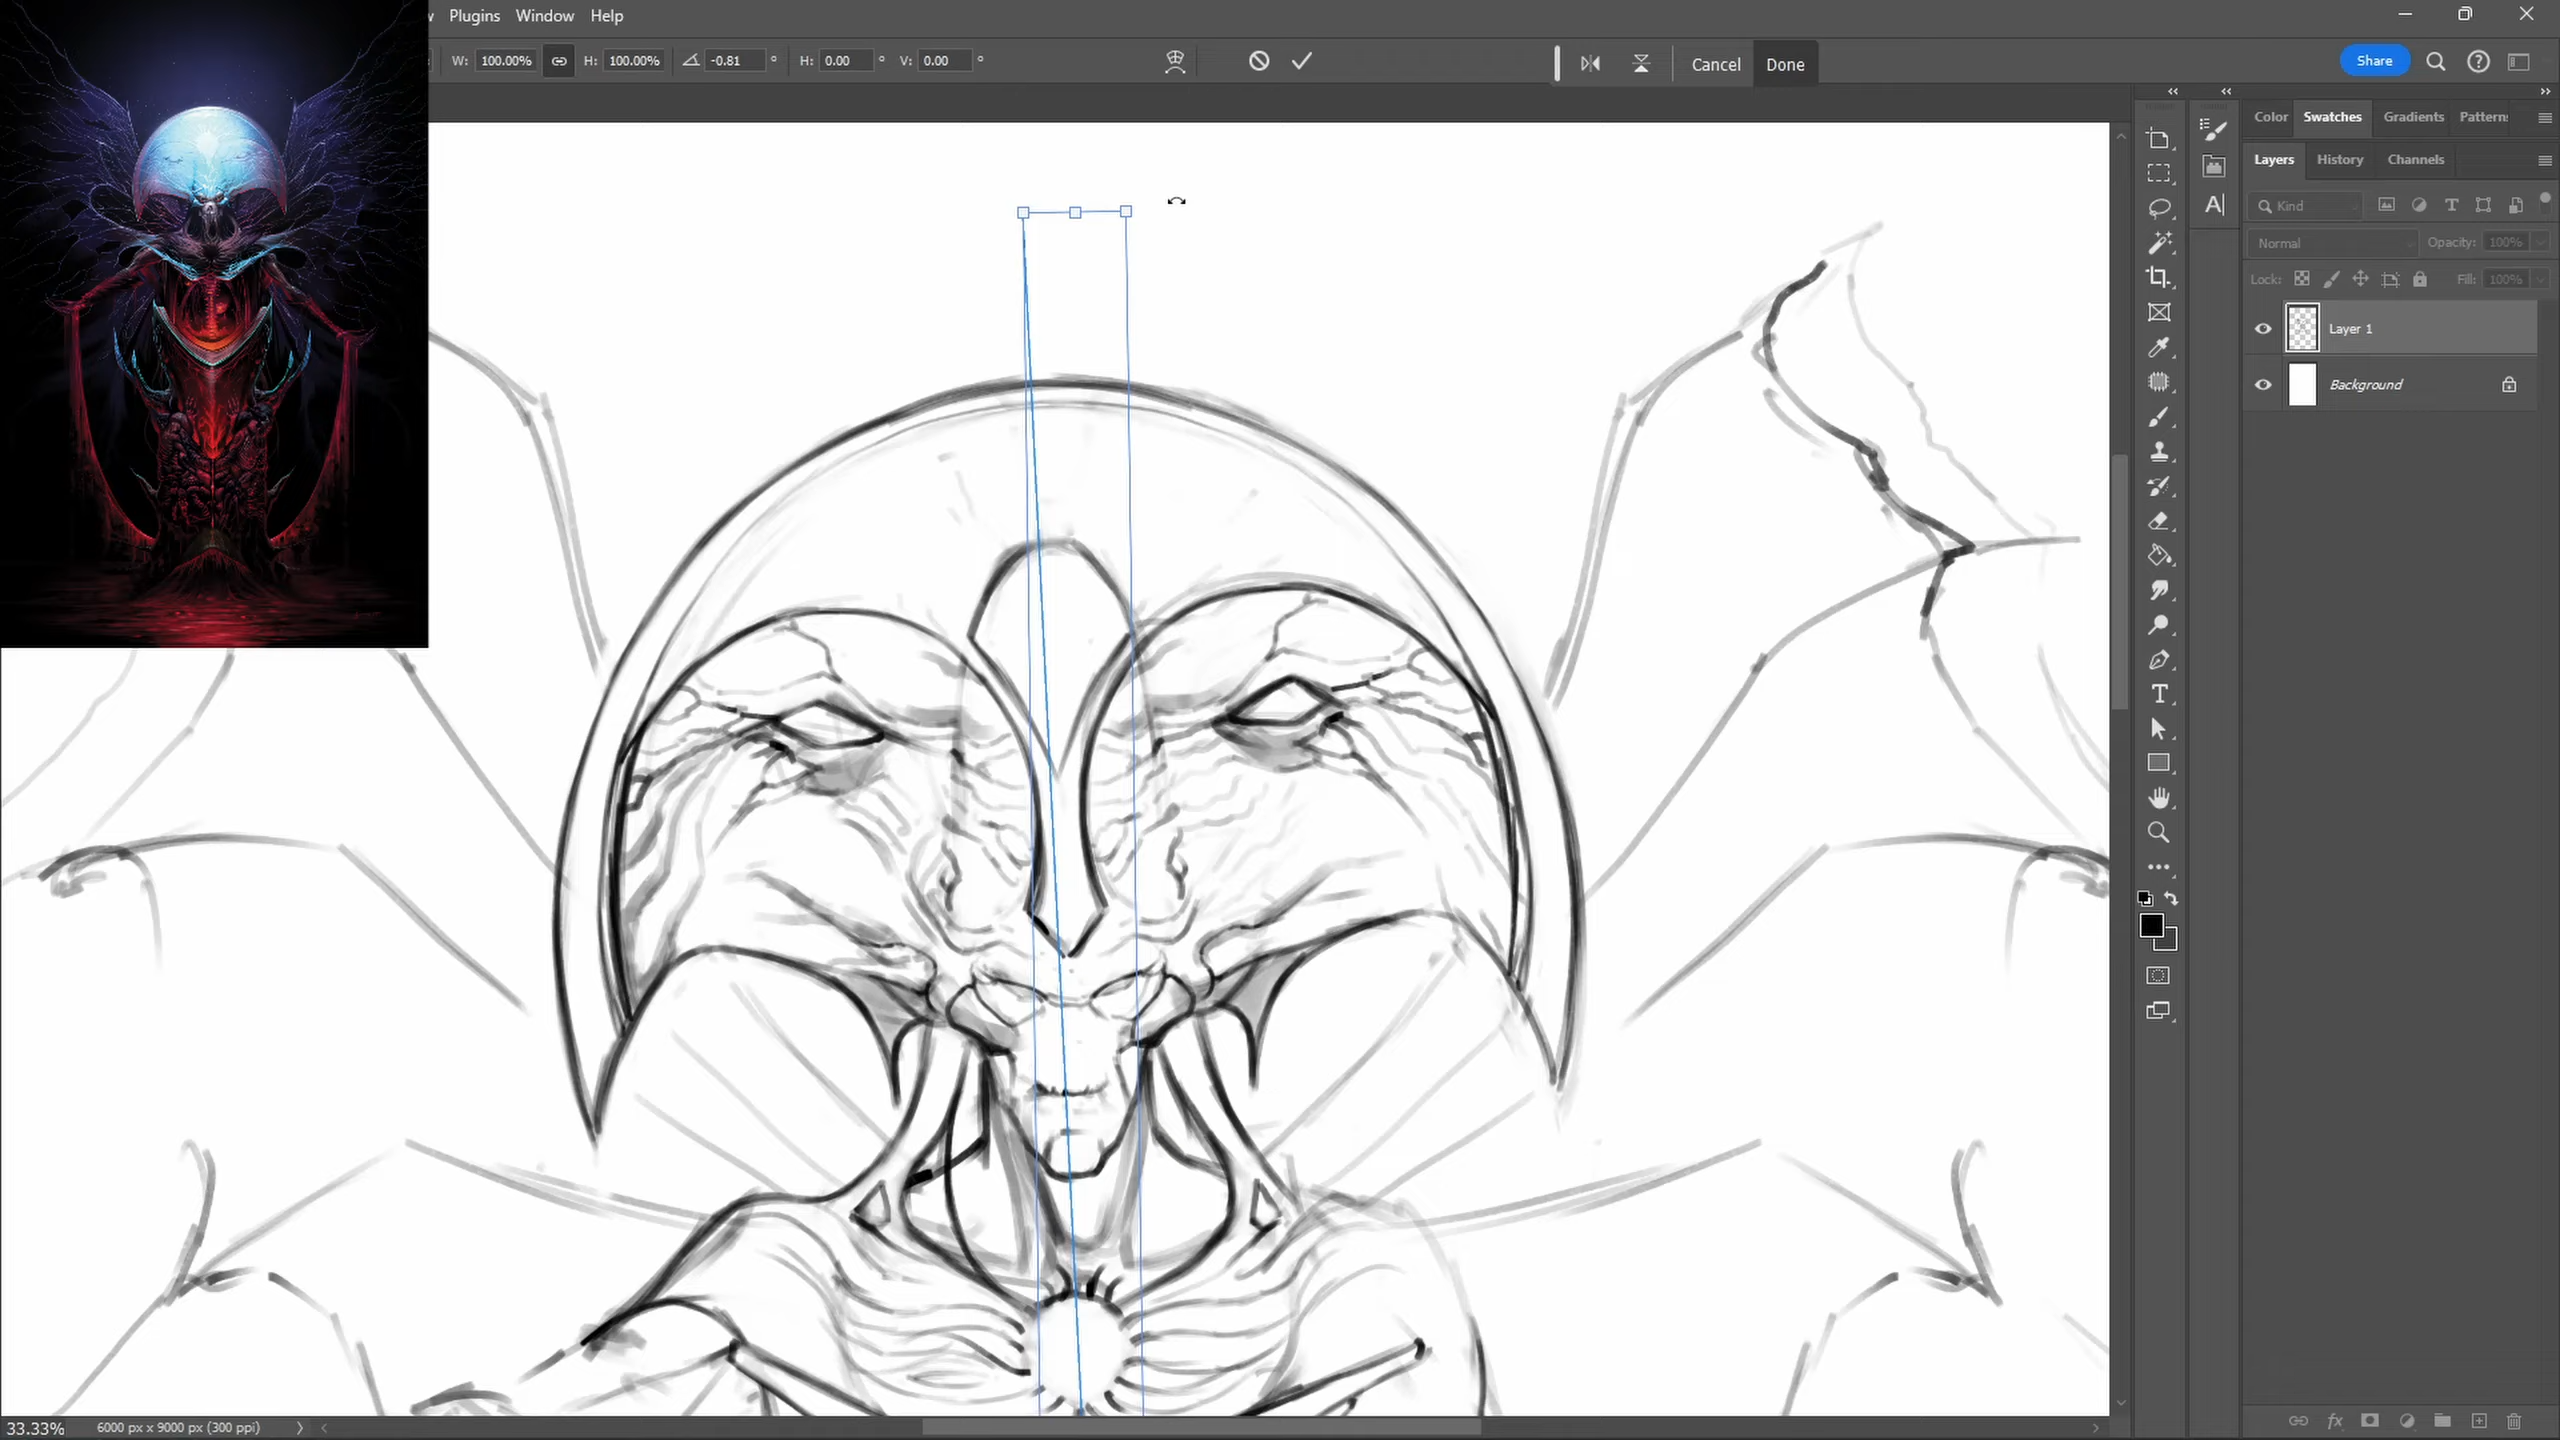 Plugins Window Help
W: 100.00% H: 100.00% -0.81 ° H: 0.00 ° V: 0.00 °
Cancel Done
Share
Color Swatches Gradients Pattern
Layers History Channels
Kind
Normal Opacity: 100%
Lock: Fill: 100%
Layer 1
Background
33.33% 6000 px x 9000 px (300 ppi)